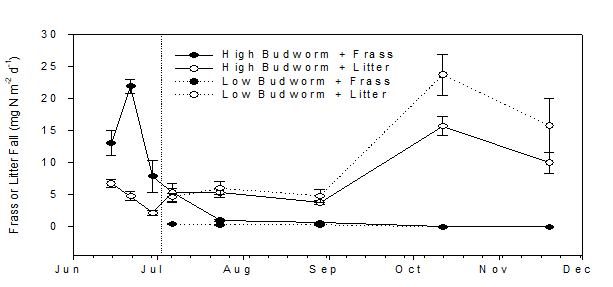 30
25
20
15
10
5
0
Frass or Litter Fall (mg N m-2 d-1)
High Budworm + Frass
High Budworm + Litter
Low Budworm + Frass
Low Budworm + Litter
Jun Jul Aug Sep Oct Nov Dec